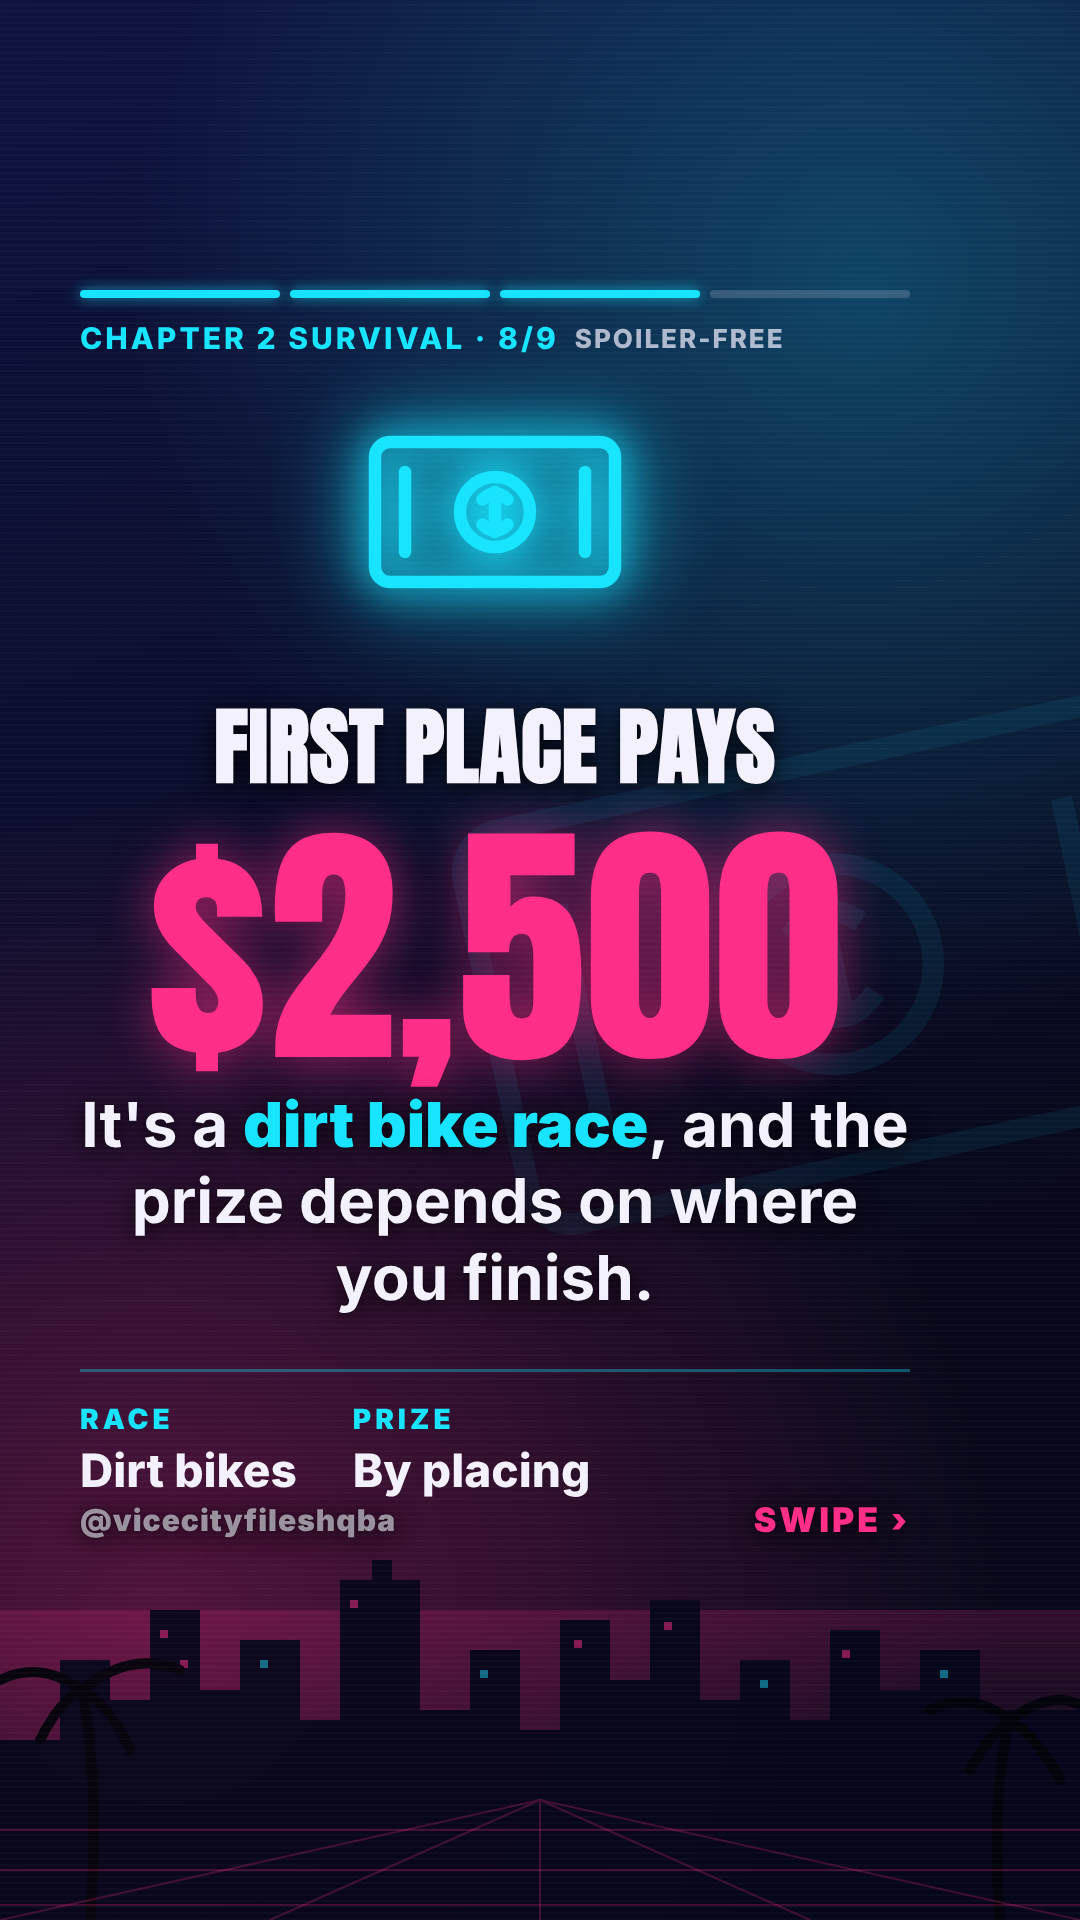 CHAPTER 2 SURVIVAL · 8/9 SPOILER-FREE
FIRST PLACE PAYS
$2,500
It's a dirt bike race, and the
prize depends on where
you finish.
RACE PRIZE
Dirt bikes By placing
@vicecityfileshqba SWIPE ›